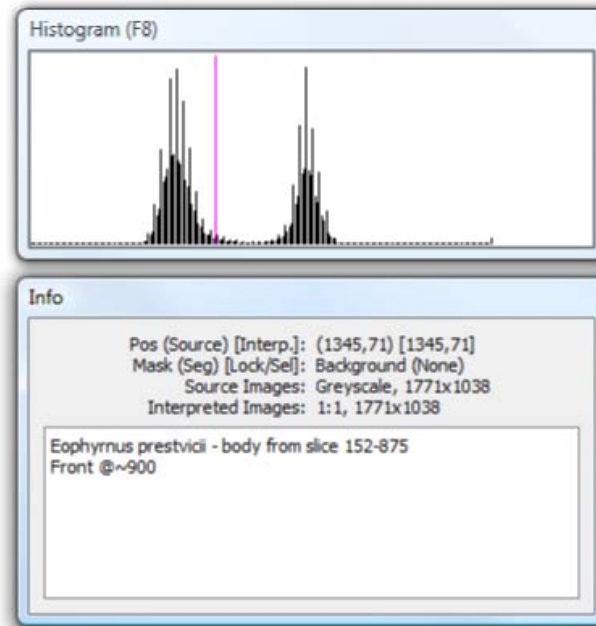 Histogram (F8)
Info
Pos (Source) [Interp.]: (1345,71) [1345,71]
Mask (Seg) [Lock/Sel]: Background (None)
Source Images: Greyscale, 1771x1038
Interpreted Images: 1:1, 1771x1038
Eophyrnus prestvicii - body from slice 152-875
Front @~900